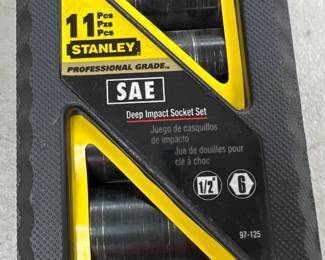 11 Pcs
Pzs
Pcs
STANLEY
PROFESSIONAL GRADE™
SAE
Deep Impact Socket Set
Juego de casquillos
de impacto
Jue de douilles pour
clé à choc
1/2"
6
97-125